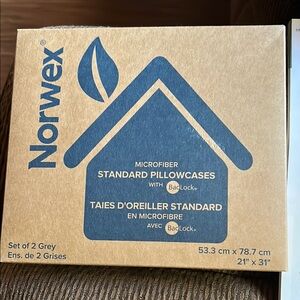 Norwex®
MICROFIBER
STANDARD PILLOWCASES
WITH BacLock®
TAIES D'OREILLER STANDARD
EN MICROFIBRE
AVEC BacLock®
Set of 2 Grey
Ens. de 2 Grises
53.3 cm x 78.7 cm
21" x 31"